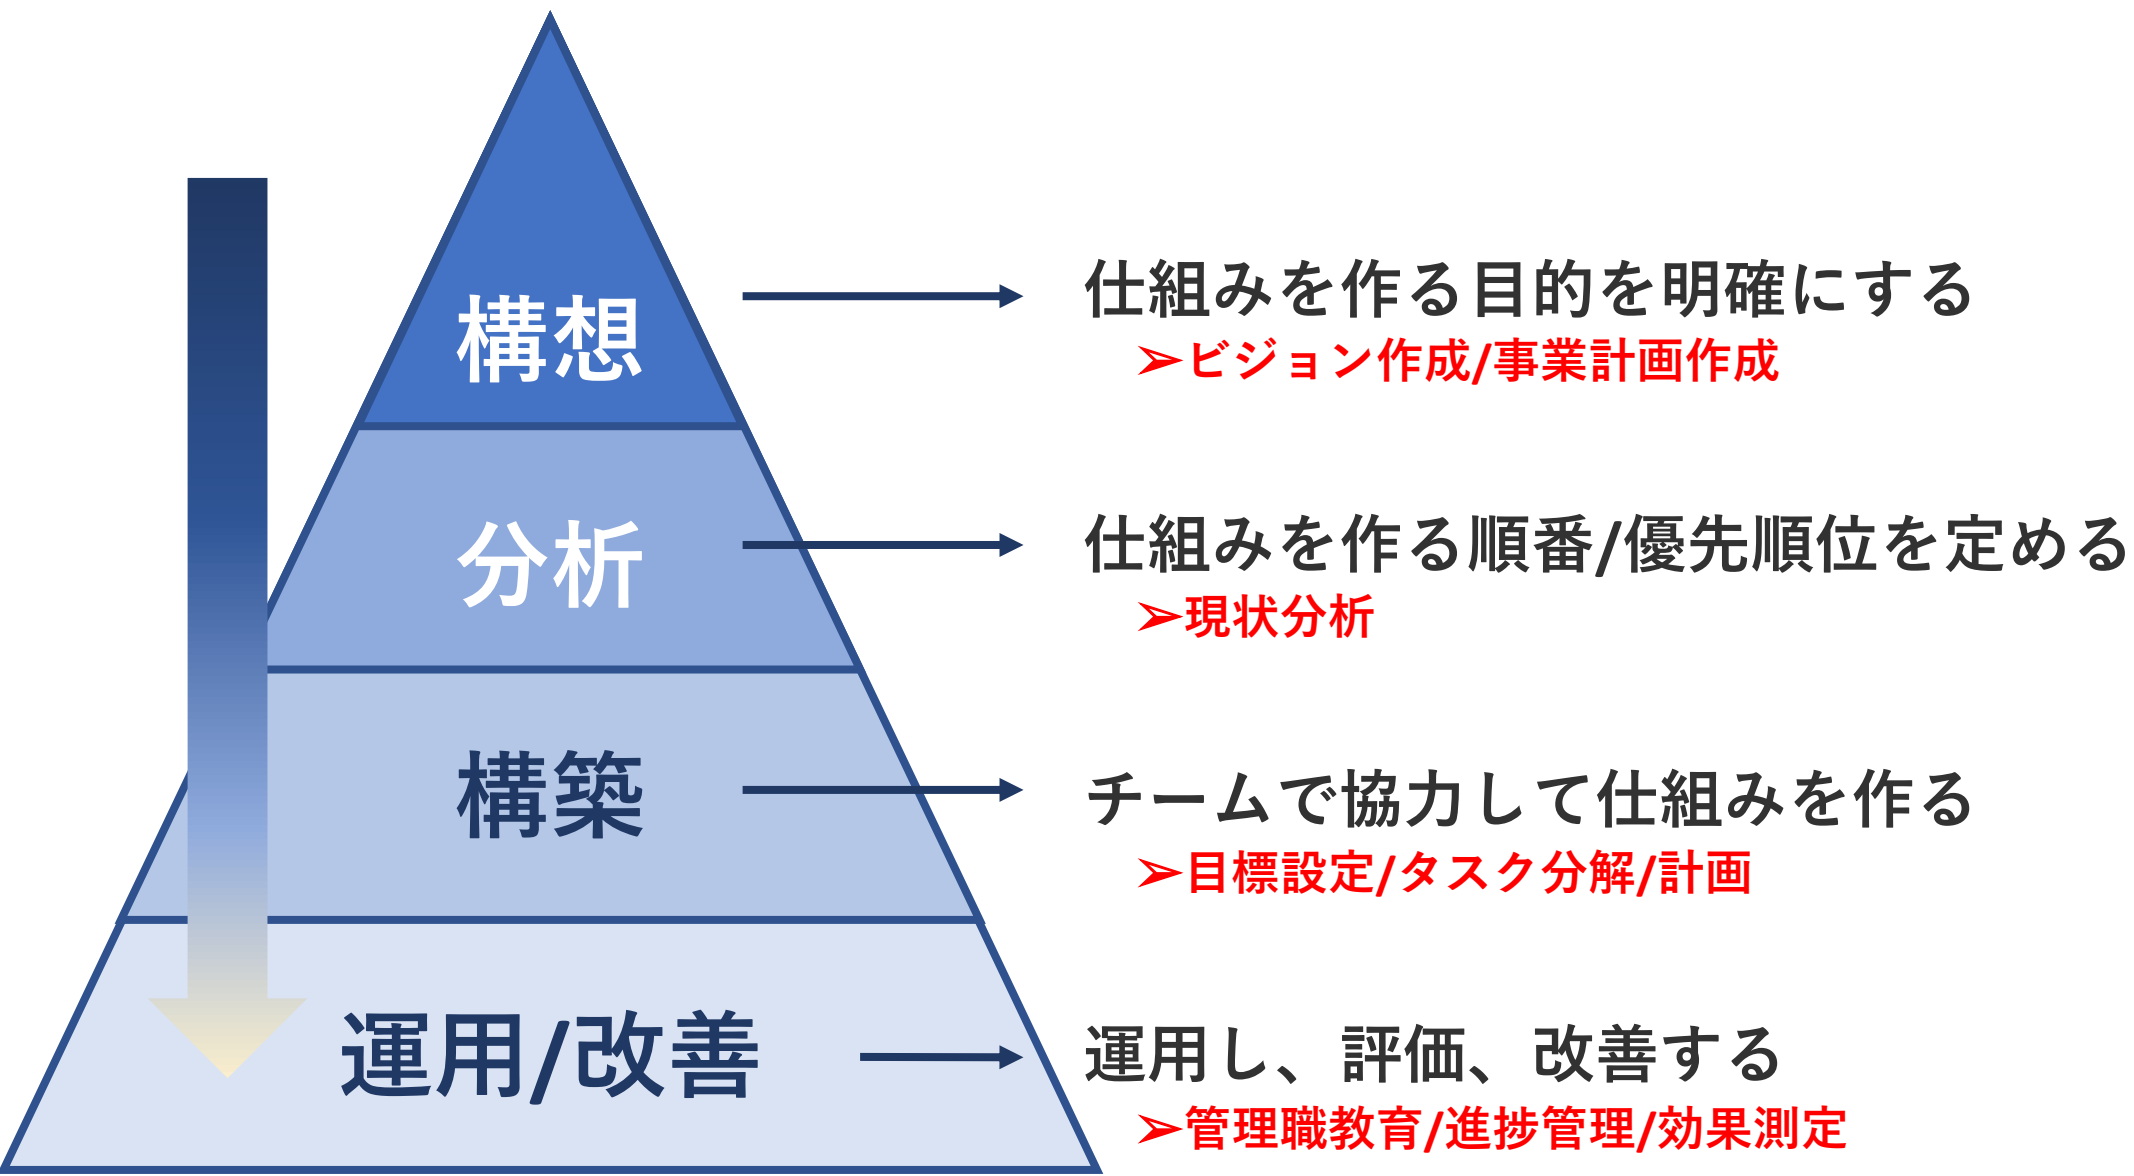 構想
仕組みを作る目的を明確にする
➢ビジョン作成/事業計画作成
分析
仕組みを作る順番/優先順位を定める
➢現状分析
構築
チームで協力して仕組みを作る
➢目標設定/タスク分解/計画
運用/改善
運用し、評価、改善する
➢管理職教育/進捗管理/効果測定